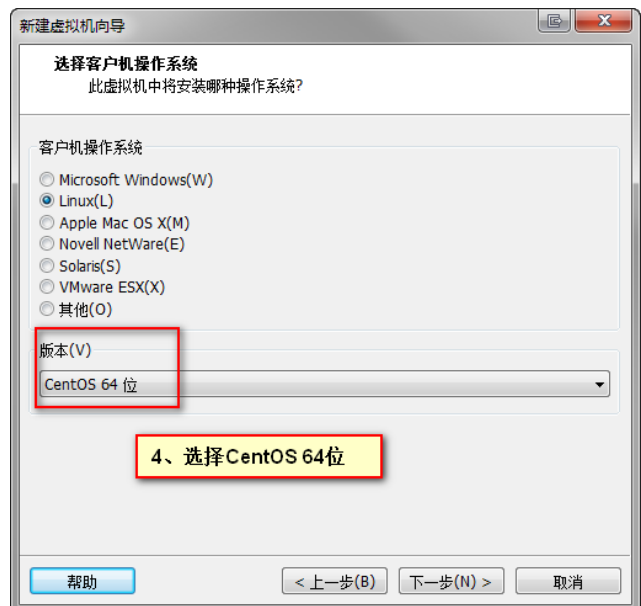 新建虚拟机向导
选择客户机操作系统
此虚拟机中将安装哪种操作系统?
客户机操作系统
Microsoft Windows(W)
Linux(L)
Apple Mac OS X(M)
Novell NetWare(E)
Solaris(S)
VMware ESX(X)
其他(O)
版本(V)
CentOS 64 位
4、选择CentOS 64位
帮助
< 上一步(B)
下一步(N) >
取消